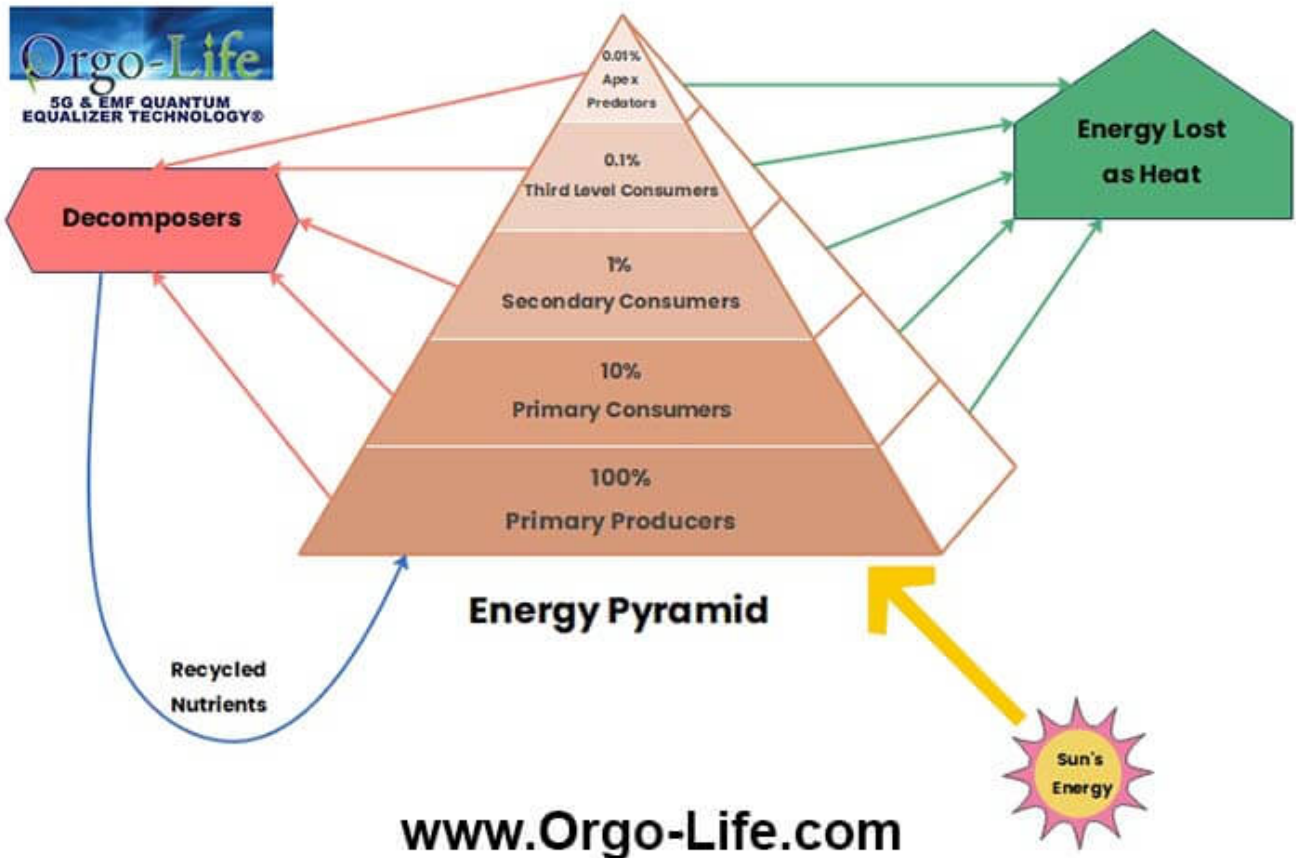 Orgo-Life
5G & EMF QUANTUM
EQUALIZER TECHNOLOGY®
0.01%
Apex
Predators
0.1%
Third Level Consumers
1%
Secondary Consumers
10%
Primary Consumers
100%
Primary Producers
Decomposers
Energy Lost
as Heat
Energy Pyramid
Recycled
Nutrients
Sun's
Energy
www.Orgo-Life.com